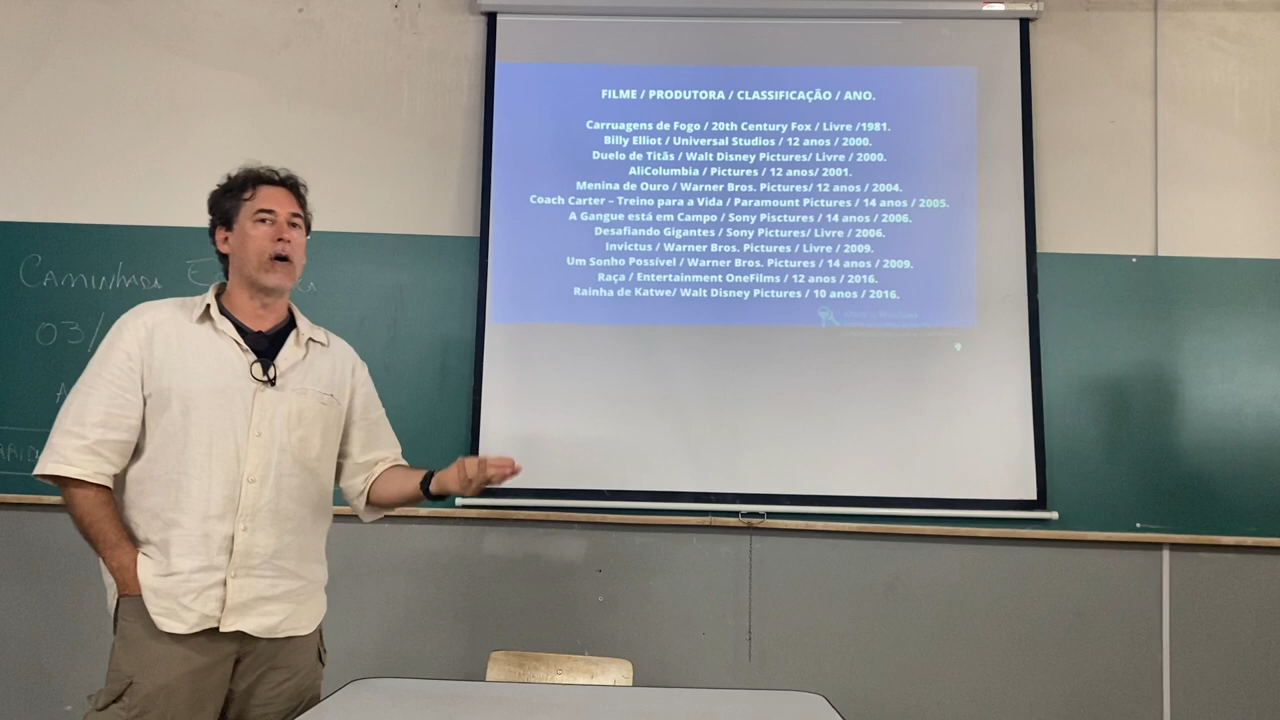 FILME / PRODUTORA / CLASSIFICAÇÃO / ANO.
Carruagens de Fogo / 20th Century Fox / Livre /1981.
Billy Elliot / Universal Studios / 12 anos / 2000.
Duelo de Titãs / Walt Disney Pictures/ Livre / 2000.
AliColumbia / Pictures / 12 anos/ 2001.
Menina de Ouro / Warner Bros. Pictures/ 12 anos / 2004.
Coach Carter – Treino para a Vida / Paramount Pictures / 14 anos / 2005.
A Gangue está em Campo / Sony Pisctures / 14 anos / 2006.
Desafiando Gigantes / Sony Pictures/ Livre / 2006.
Invictus / Warner Bros. Pictures / Livre / 2009.
Um Sonho Possível / Warner Bros. Pictures / 14 anos / 2009.
Raça / Entertainment OneFilms / 12 anos / 2016.
Rainha de Katwe/ Walt Disney Pictures / 10 anos / 2016.
03/